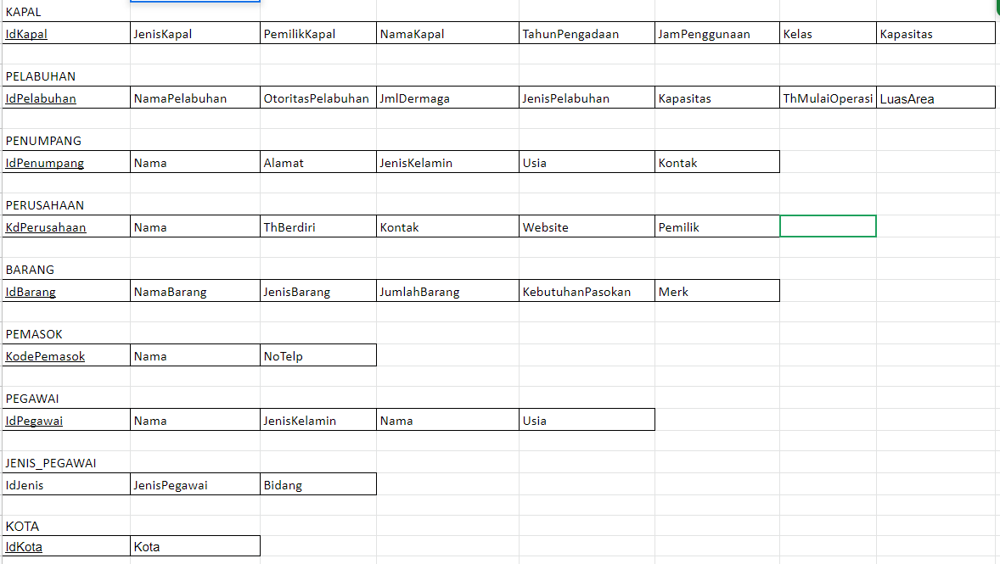 KAPAL
IdKapal JenisKapal PemilikKapal NamaKapal TahunPengadaan JamPenggunaan Kelas Kapasitas
PELABUHAN
IdPelabuhan NamaPelabuhan OtoritasPelabuhan JmlDermaga JenisPelabuhan Kapasitas ThMulaiOperasi LuasArea
PENUMPANG
IdPenumpang Nama Alamat JenisKelamin Usia Kontak
PERUSAHAAN
KdPerusahaan Nama ThBerdiri Kontak Website Pemilik
BARANG
IdBarang NamaBarang JenisBarang JumlahBarang KebutuhanPasokan Merk
PEMASOK
KodePemasok Nama NoTelp
PEGAWAI
IdPegawai Nama JenisKelamin Nama Usia
JENIS_PEGAWAI
IdJenis JenisPegawai Bidang
KOTA
IdKota Kota